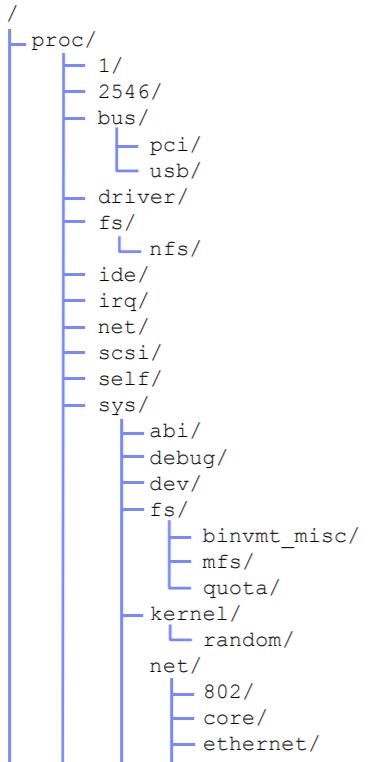 /
proc/
1/
2546/
bus/
pci/
usb/
driver/
fs/
nfs/
ide/
irq/
net/
scsi/
self/
sys/
abi/
debug/
dev/
fs/
binvmt_misc/
mfs/
quota/
kernel/
random/
net/
802/
core/
ethernet/